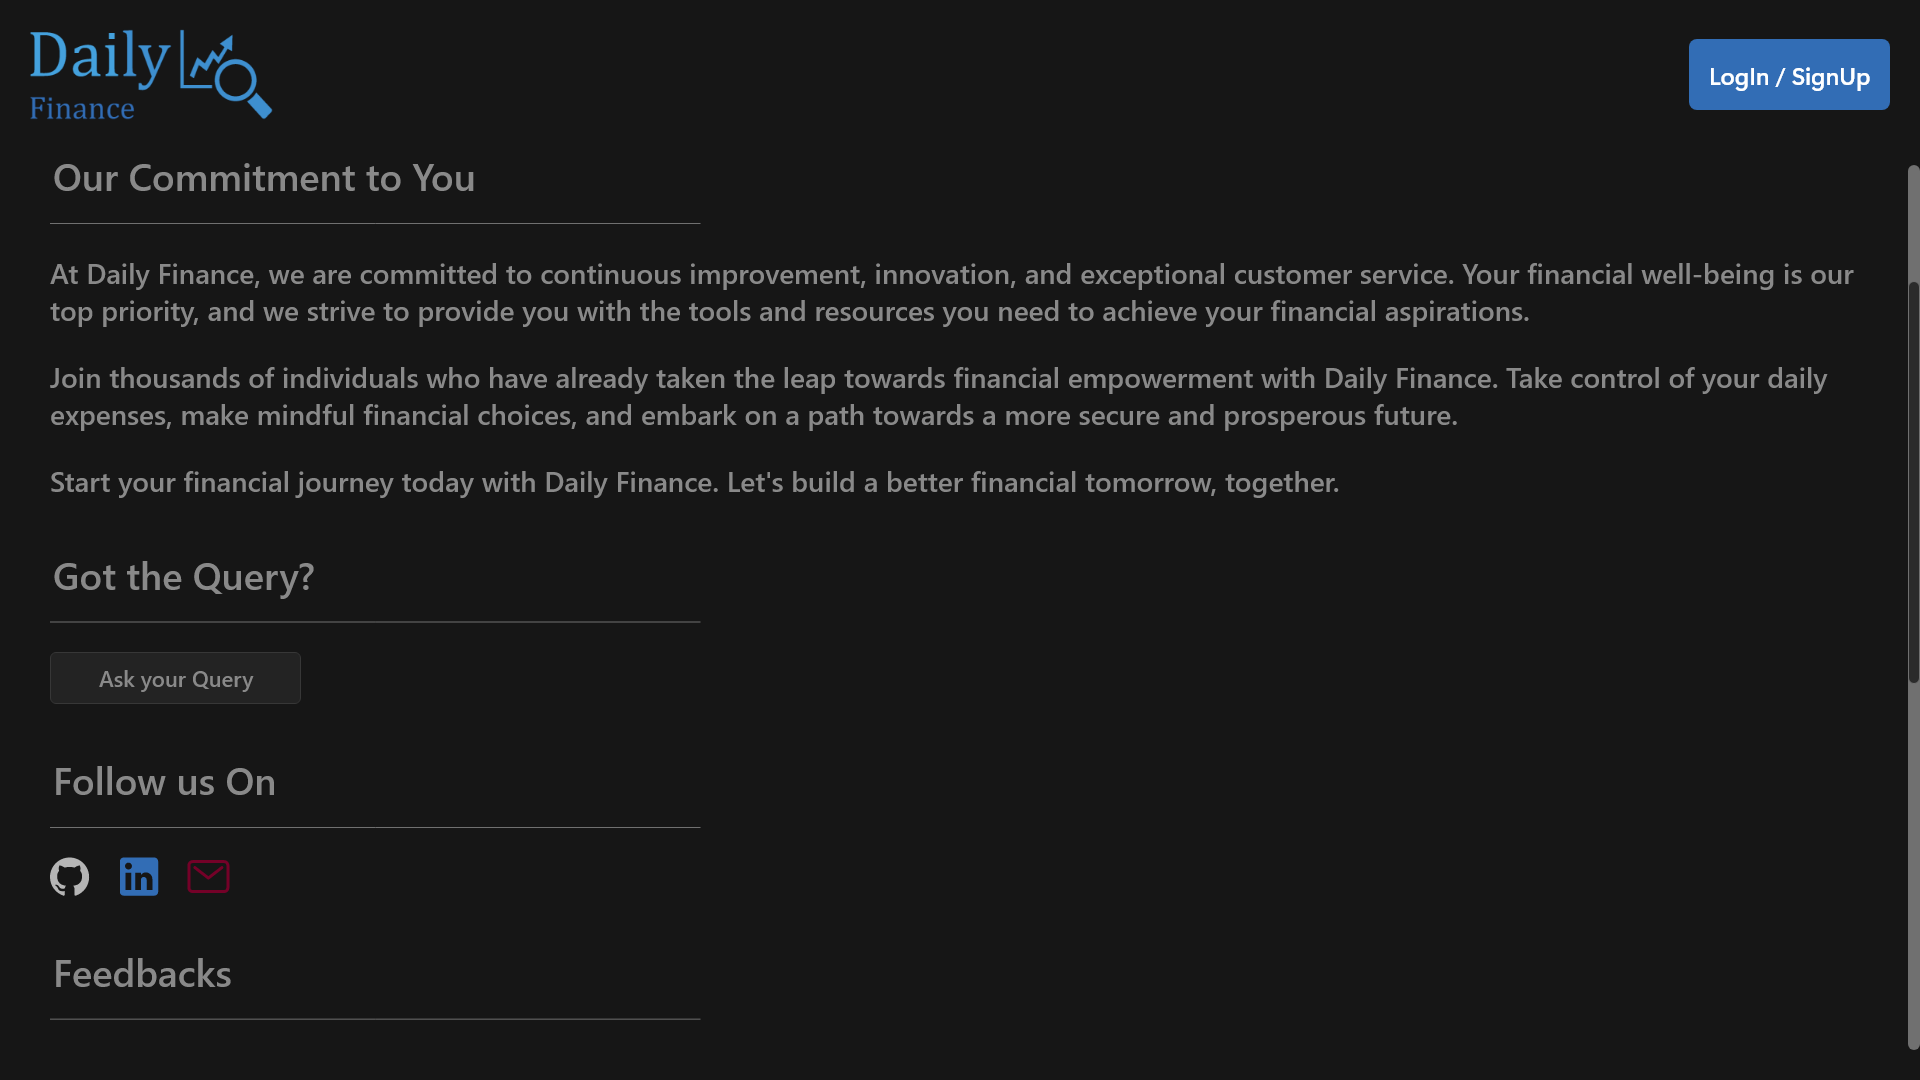 Daily
Finance
LogIn / SignUp
Our Commitment to You
At Daily Finance, we are committed to continuous improvement, innovation, and exceptional customer service. Your financial well-being is our
top priority, and we strive to provide you with the tools and resources you need to achieve your financial aspirations.
Join thousands of individuals who have already taken the leap towards financial empowerment with Daily Finance. Take control of your daily
expenses, make mindful financial choices, and embark on a path towards a more secure and prosperous future.
Start your financial journey today with Daily Finance. Let's build a better financial tomorrow, together.
Got the Query?
Ask your Query
Follow us On
in
Feedbacks